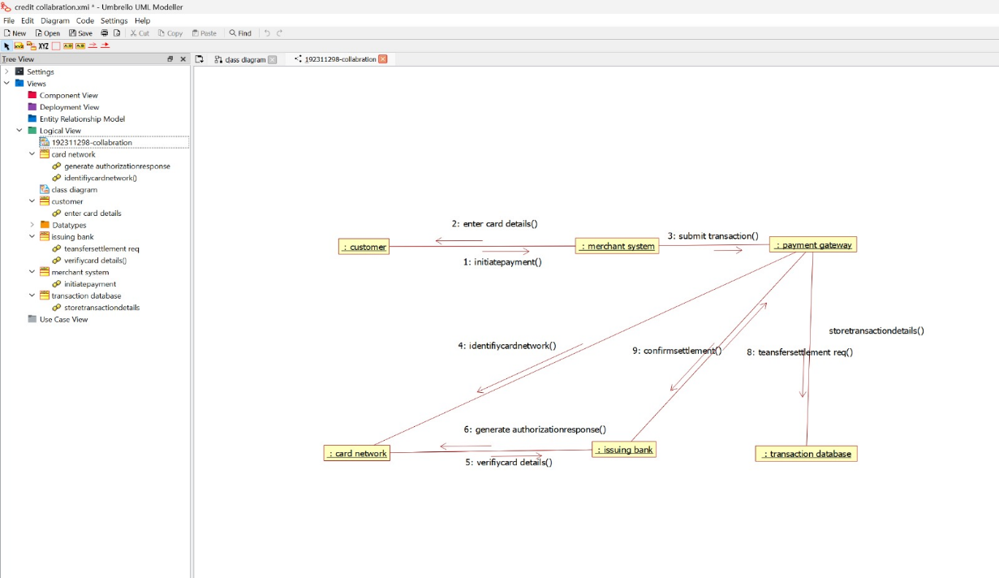 credit collabration.xmi * - Umbrello UML Modeller
File Edit Diagram Code Settings Help
New Open Save Cut Copy Paste Find
XYZ
Tree View
class diagram
192311298-collabration
Settings
Views
Component View
Deployment View
Entity Relationship Model
Logical View
192311298-collabration
card network
generate authorizationresponse
identifiycardnetwork()
class diagram
customer
enter card details
Datatypes
issuing bank
teansfersettlement req
verifiycard details()
merchant system
initiatepayment
transaction database
storetransactiondetails
Use Case View
2: enter card details()
: customer
1: initiatepayment()
: merchant system
3: submit transaction()
: payment gateway
storetransactiondetails()
4: identifiycardnetwork()
9: confirmsettlement()
8: teansfersettlement req()
6: generate authorizationresponse()
: card network
: issuing bank
5: verifiycard details()
: transaction database